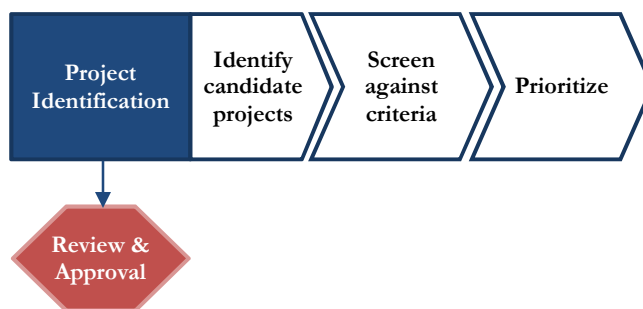 Project
Identification
Identify
candidate
projects
Screen
against
criteria
Prioritize
Review &
Approval